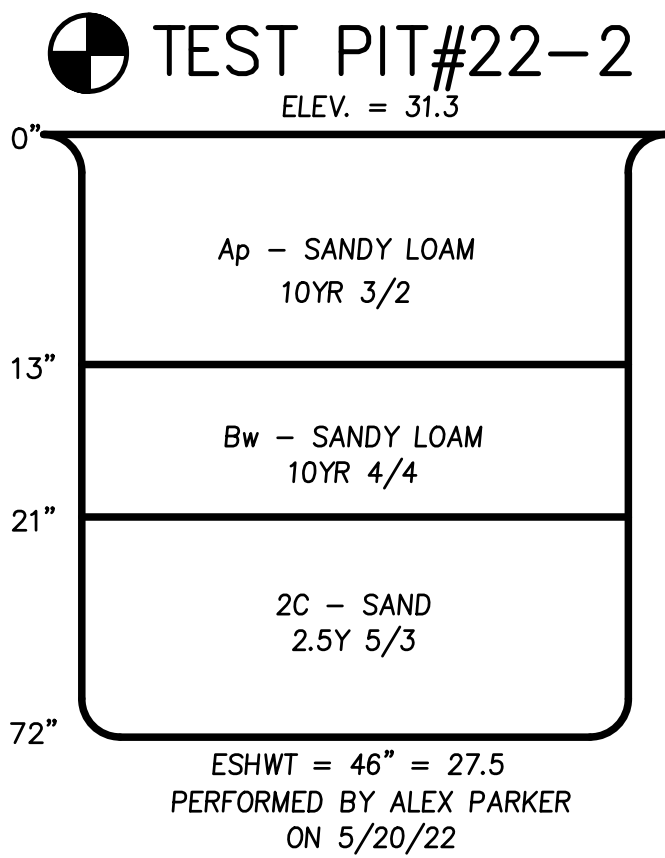 TEST PIT#22-2
ELEV. = 31.3
0"
Ap - SANDY LOAM
10YR 3/2
13"
Bw - SANDY LOAM
10YR 4/4
21"
2C - SAND
2.5Y 5/3
72"
ESHWT = 46" = 27.5
PERFORMED BY ALEX PARKER
ON 5/20/22